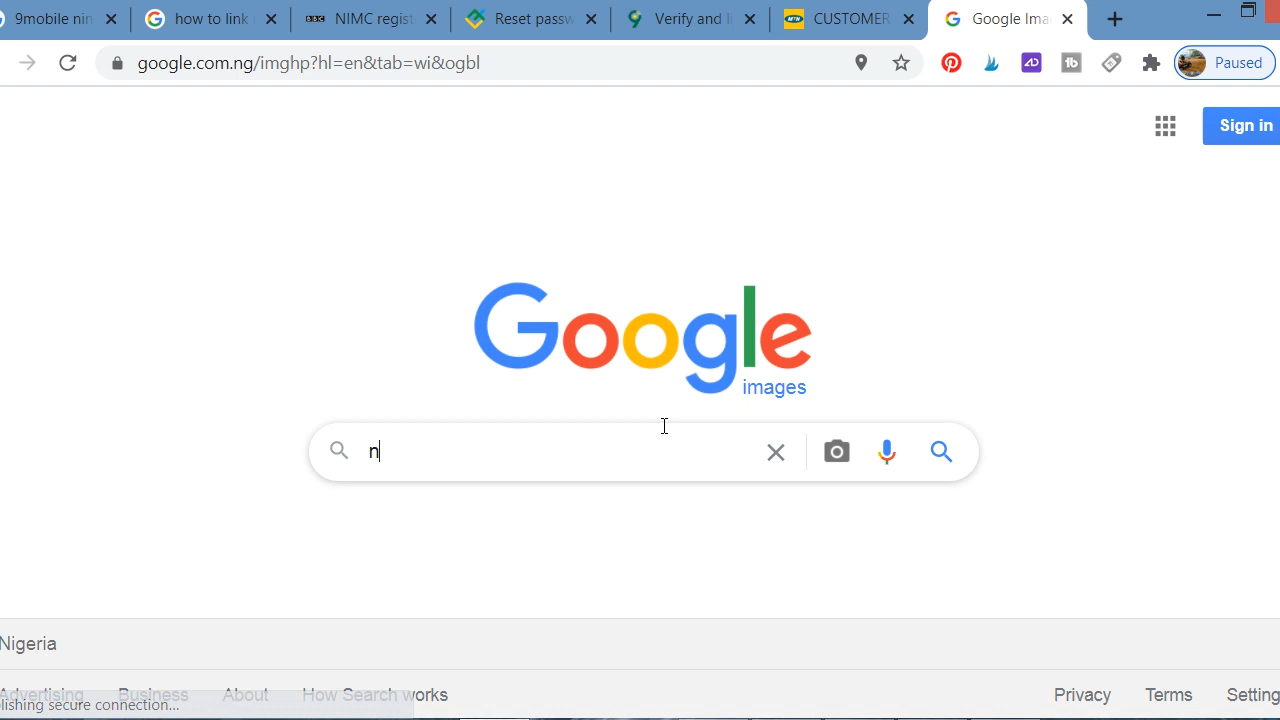 9mobile nin
how to link
BBC NIMC regist
Reset passw
Verify and li
MTN CUSTOMER
Google Ima
google.com.ng/imghp?hl=en&tab=wi&ogbl
Paused
Sign in
Google
images
n
Nigeria
Advertising Business About How Search works Privacy Terms Setting
lishing secure connection...